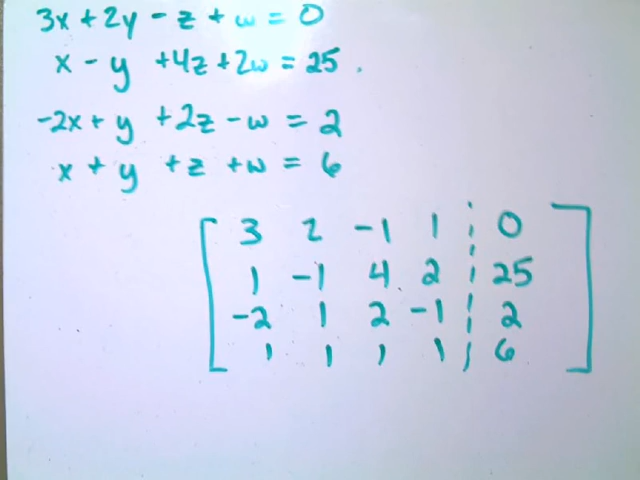 3x + 2y - z + w = 0
x - y + 4z + 2w = 25.
-2x + y + 2z - w = 2
x + y + z + w = 6
[ 3 2 -1 1 ¦ 0 ]
1 -1 4 2 ¦ 25
-2 1 2 -1 ¦ 2
1 1 1 1 ¦ 6